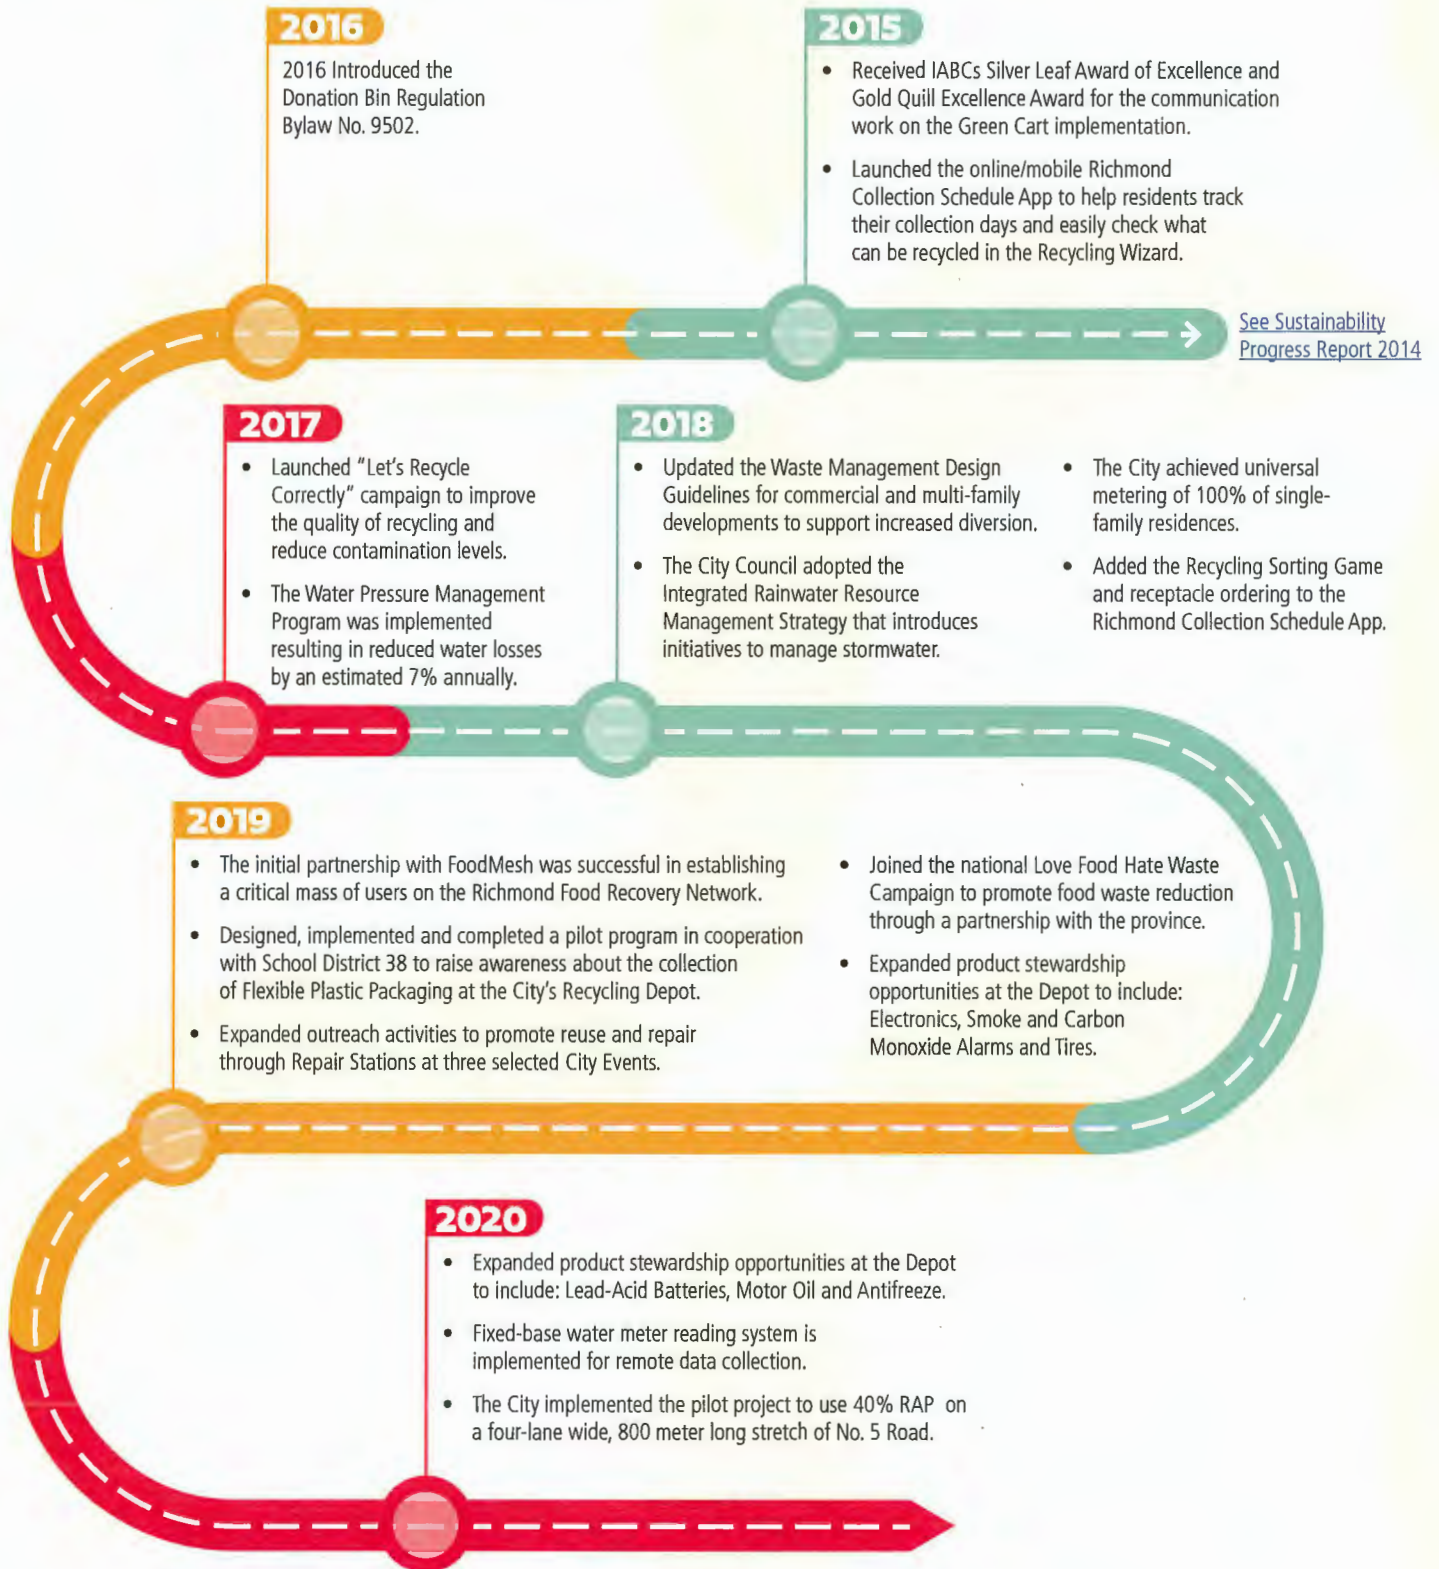 2016
2016 Introduced the
Donation Bin Regulation
Bylaw No. 9502.
2015
• Received IABCs Silver Leaf Award of Excellence and
Gold Quill Excellence Award for the communication
work on the Green Cart implementation.
• Launched the online/mobile Richmond
Collection Schedule App to help residents track
their collection days and easily check what
can be recycled in the Recycling Wizard.
See Sustainability
Progress Report 2014
2017
• Launched “Let’s Recycle
Correctly” campaign to improve
the quality of recycling and
reduce contamination levels.
• The Water Pressure Management
Program was implemented
resulting in reduced water losses
by an estimated 7% annually.
2018
• Updated the Waste Management Design
Guidelines for commercial and multi-family
developments to support increased diversion.
• The City Council adopted the
Integrated Rainwater Resource
Management Strategy that introduces
initiatives to manage stormwater.
• The City achieved universal
metering of 100% of single-
family residences.
• Added the Recycling Sorting Game
and receptacle ordering to the
Richmond Collection Schedule App.
2019
• The initial partnership with FoodMesh was successful in establishing
a critical mass of users on the Richmond Food Recovery Network.
• Designed, implemented and completed a pilot program in cooperation
with School District 38 to raise awareness about the collection
of Flexible Plastic Packaging at the City’s Recycling Depot.
• Expanded outreach activities to promote reuse and repair
through Repair Stations at three selected City Events.
• Joined the national Love Food Hate Waste
Campaign to promote food waste reduction
through a partnership with the province.
• Expanded product stewardship
opportunities at the Depot to include:
Electronics, Smoke and Carbon
Monoxide Alarms and Tires.
2020
• Expanded product stewardship opportunities at the Depot
to include: Lead-Acid Batteries, Motor Oil and Antifreeze.
• Fixed-base water meter reading system is
implemented for remote data collection.
• The City implemented the pilot project to use 40% RAP on
a four-lane wide, 800 meter long stretch of No. 5 Road.